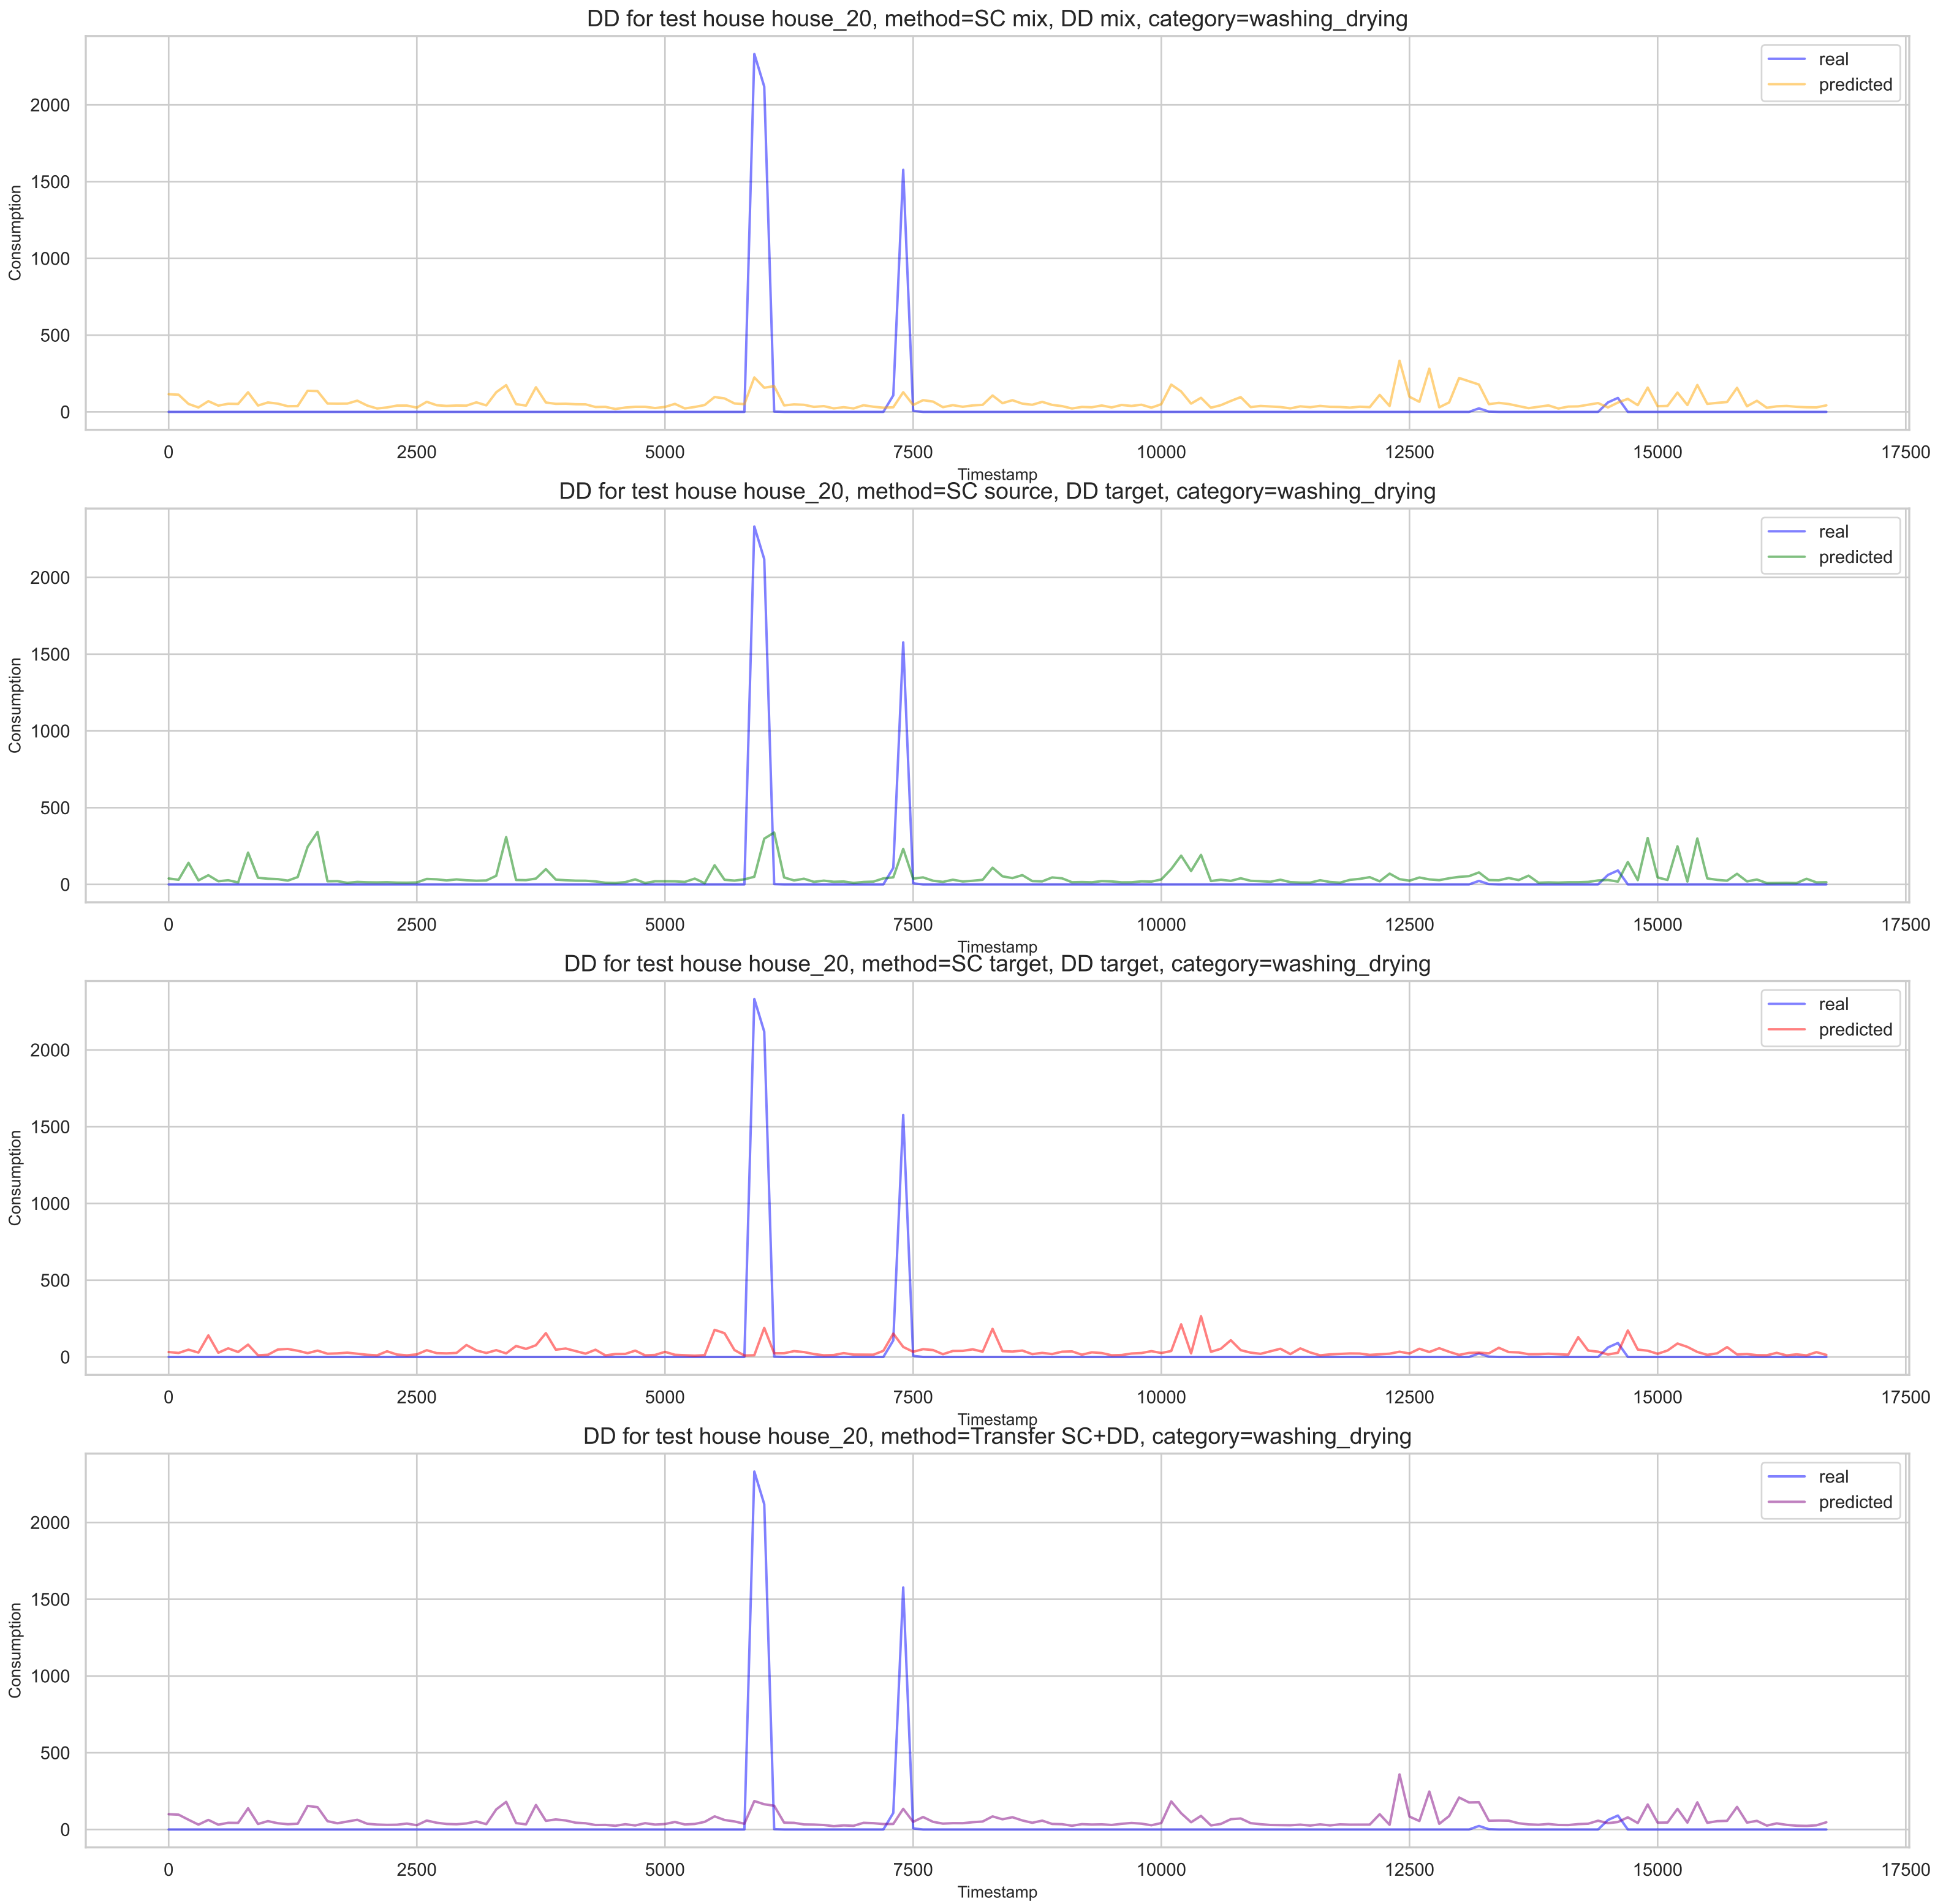 DD for test house house_20, method=SC mix, DD mix, category=washing_drying
real
predicted
Consumption
2000
1500
1000
500
0
0 2500 5000 7500 10000 12500 15000 17500
Timestamp
DD for test house house_20, method=SC source, DD target, category=washing_drying
real
predicted
Consumption
2000
1500
1000
500
0
0 2500 5000 7500 10000 12500 15000 17500
Timestamp
DD for test house house_20, method=SC target, DD target, category=washing_drying
real
predicted
Consumption
2000
1500
1000
500
0
0 2500 5000 7500 10000 12500 15000 17500
Timestamp
DD for test house house_20, method=Transfer SC+DD, category=washing_drying
real
predicted
Consumption
2000
1500
1000
500
0
0 2500 5000 7500 10000 12500 15000 17500
Timestamp